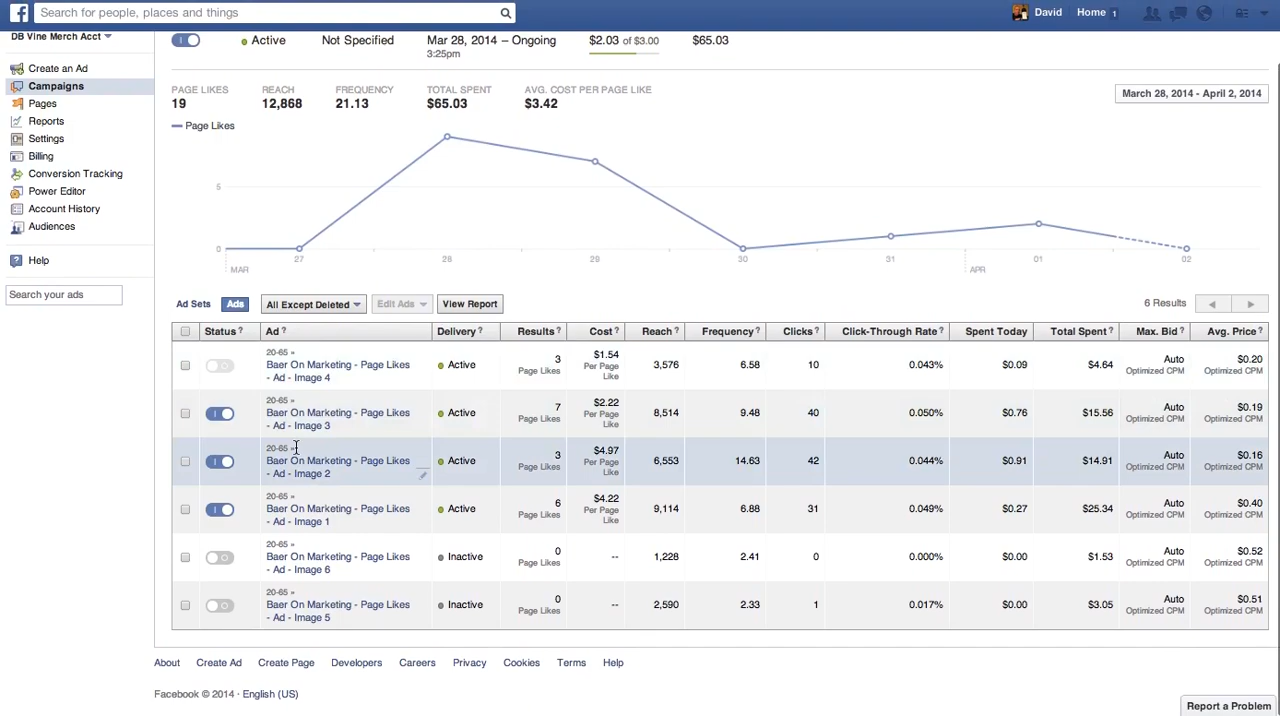 Search for people, places and things
David
Home 1
DB Vine Merch Acct
Create an Ad
Campaigns
Pages
Reports
Settings
Billing
Conversion Tracking
Power Editor
Account History
Audiences
Help
Search your ads
Active Not Specified Mar 28, 2014 – Ongoing $2.03 of $3.00 $65.03
3:25pm
PAGE LIKES REACH FREQUENCY TOTAL SPENT AVG. COST PER PAGE LIKE
19 12,868 21.13 $65.03 $3.42
March 28, 2014 - April 2, 2014
Page Likes
5
0
27 28 29 30 31 01 02
MAR APR
Ad Sets Ads All Except Deleted Edit Ads View Report 6 Results
Status ? Ad ? Delivery ? Results ? Cost ? Reach ? Frequency ? Clicks ? Click-Through Rate ? Spent Today Total Spent ? Max. Bid ? Avg. Price ?
20-65 »
Baer On Marketing - Page Likes
- Ad - Image 4
Active
3
Page Likes
$1.54
Per Page
Like
3,576 6.58 10 0.043% $0.09 $4.64
Auto
Optimized CPM
$0.20
Optimized CPM
20-65 »
Baer On Marketing - Page Likes
- Ad - Image 3
Active
7
Page Likes
$2.22
Per Page
Like
8,514 9.48 40 0.050% $0.76 $15.56
Auto
Optimized CPM
$0.19
Optimized CPM
20-65 »
Baer On Marketing - Page Likes
- Ad - Image 2
Active
3
Page Likes
$4.97
Per Page
Like
6,553 14.63 42 0.044% $0.91 $14.91
Auto
Optimized CPM
$0.16
Optimized CPM
20-65 »
Baer On Marketing - Page Likes
- Ad - Image 1
Active
6
Page Likes
$4.22
Per Page
Like
9,114 6.88 31 0.049% $0.27 $25.34
Auto
Optimized CPM
$0.40
Optimized CPM
20-65 »
Baer On Marketing - Page Likes
- Ad - Image 6
Inactive
0
Page Likes
--
1,228 2.41 0 0.000% $0.00 $1.53
Auto
Optimized CPM
$0.52
Optimized CPM
20-65 »
Baer On Marketing - Page Likes
- Ad - Image 5
Inactive
0
Page Likes
--
2,590 2.33 1 0.017% $0.00 $3.05
Auto
Optimized CPM
$0.51
Optimized CPM
About Create Ad Create Page Developers Careers Privacy Cookies Terms Help
Facebook © 2014 · English (US)
Report a Problem